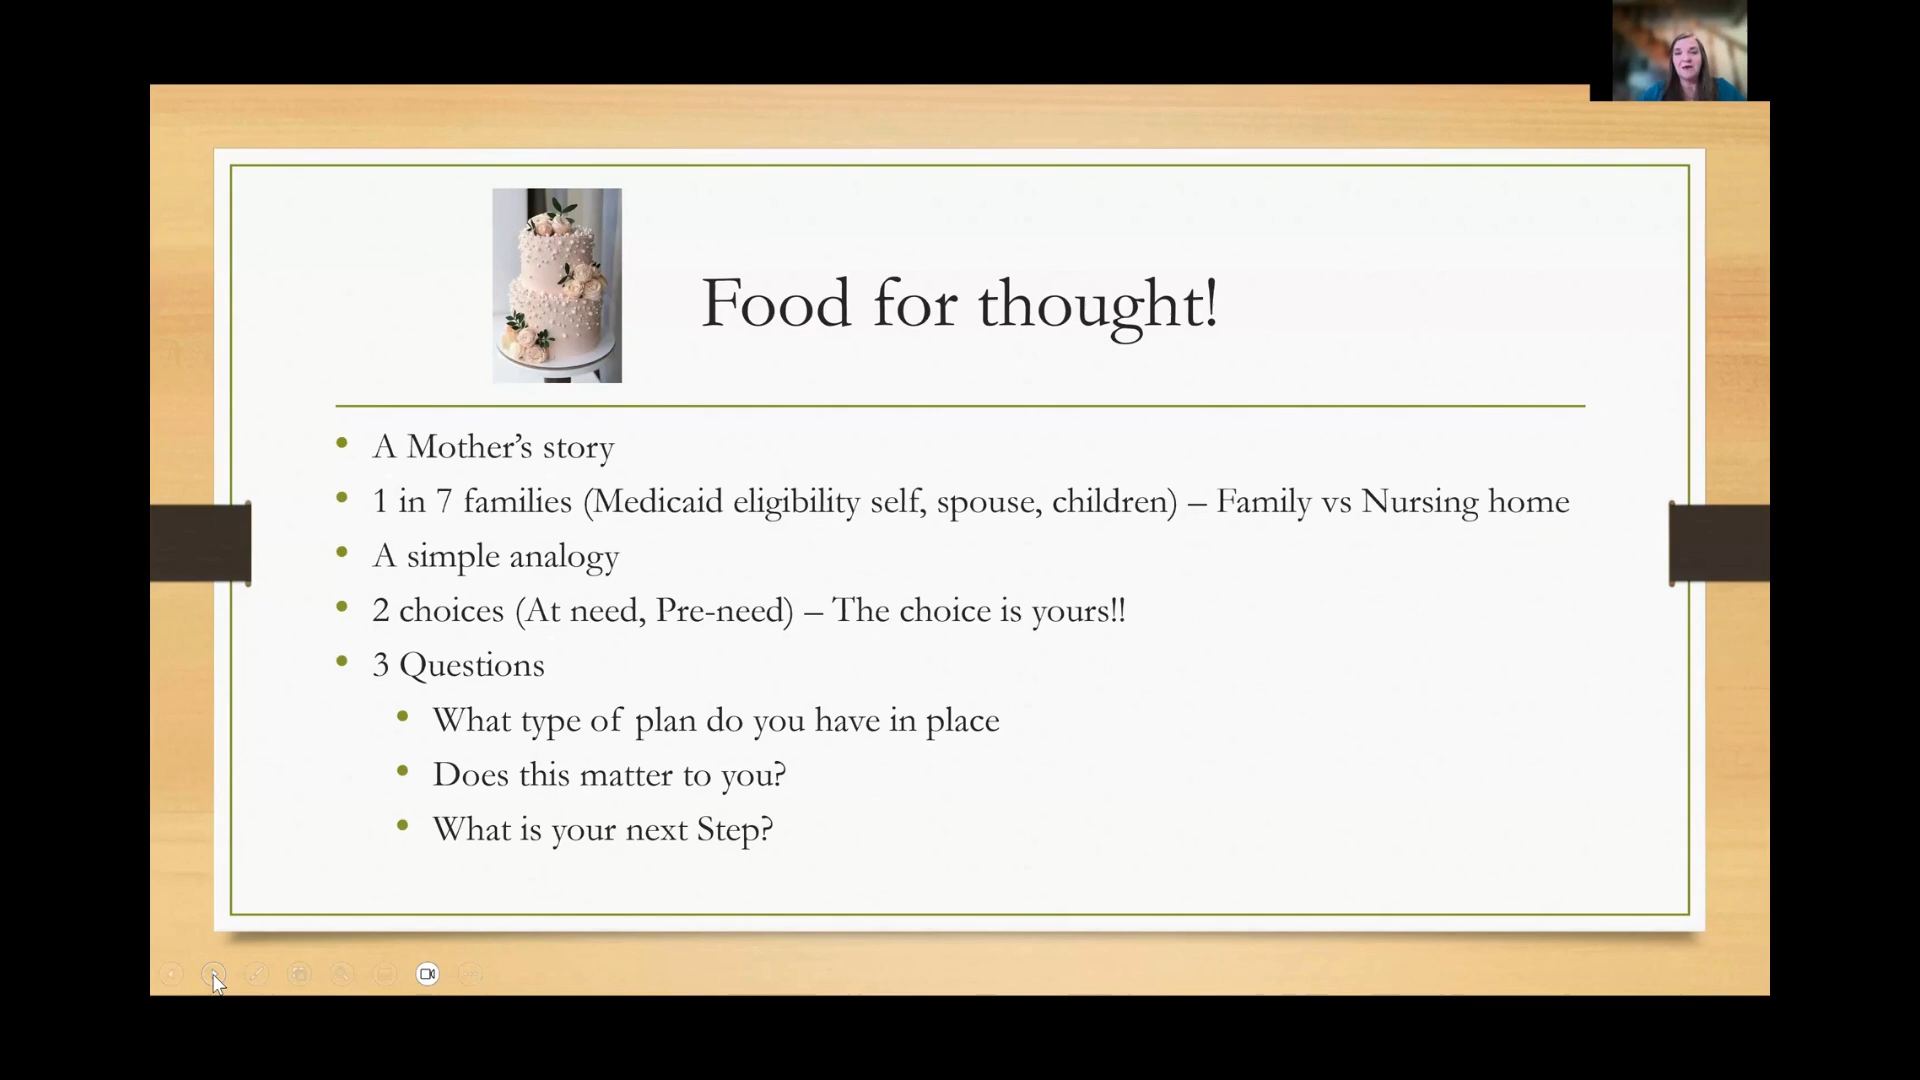 Food for thought!
A Mother’s story
1 in 7 families (Medicaid eligibility self, spouse, children) – Family vs Nursing home
A simple analogy
2 choices (At need, Pre-need) – The choice is yours!!
3 Questions
What type of plan do you have in place
Does this matter to you?
What is your next Step?